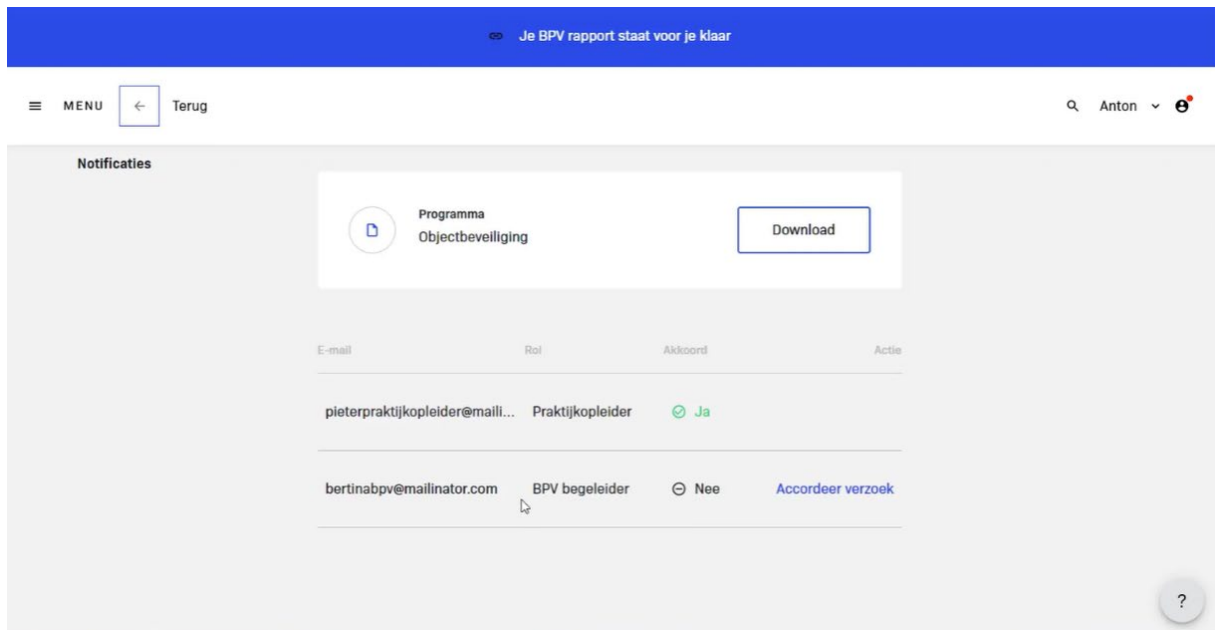 Je BPV rapport staat voor je klaar
MENU Terug Anton
Notificaties
Programma
Objectbeveiliging
Download
E-mail Rol Akkoord Actie
pieterpraktijkopleider@maili... Praktijkopleider Ja
bertinabpv@mailinator.com BPV begeleider Nee Accordeer verzoek
?